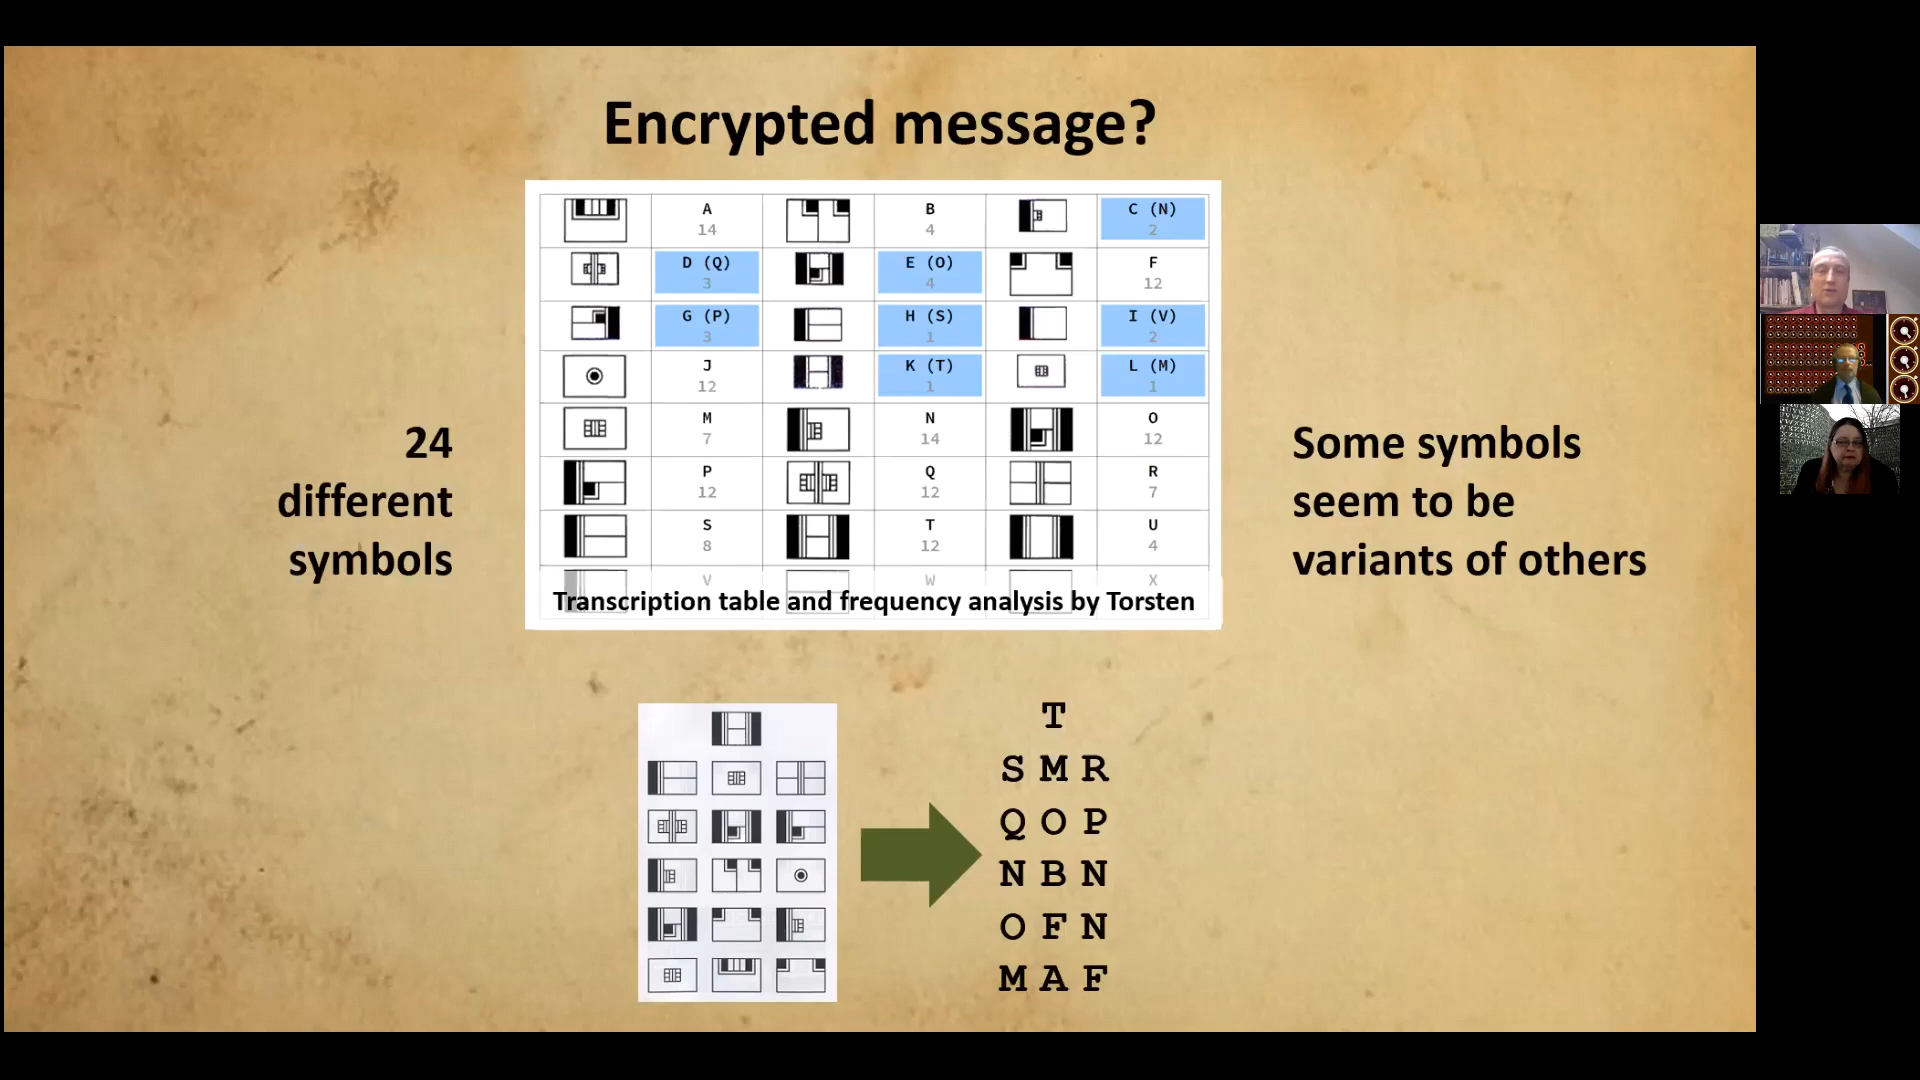 Encrypted message?
A B C (N)
14 4 2
D (Q) E (O) F
3 4 12
G (P) H (S) I (V)
3 1 2
J K (T) L (M)
12 1 1
M N O
7 14 12
P Q R
12 12 7
S T U
8 12 4
V W X
Transcription table and frequency analysis by Torsten
24
different
symbols
Some symbols
seem to be
variants of others
T
S M R
Q O P
N B N
O F N
M A F